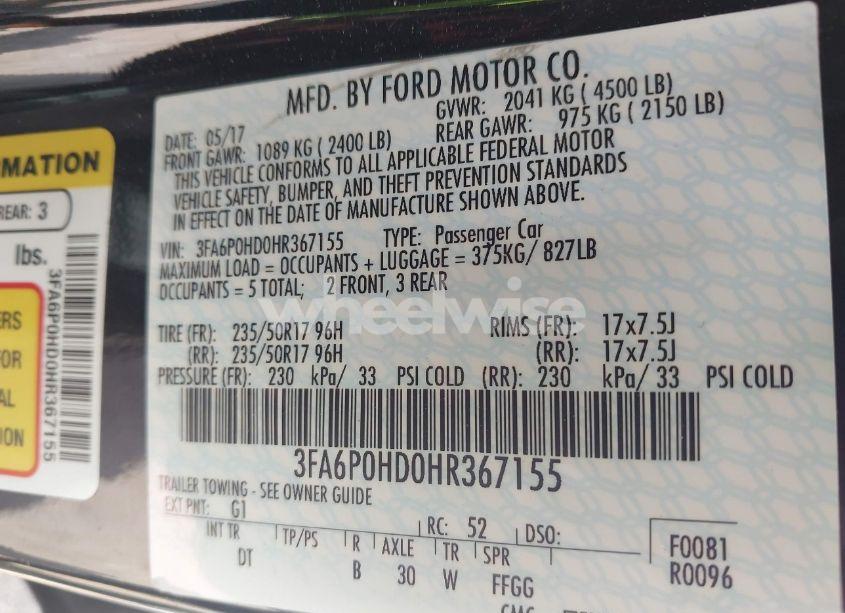 MFD. BY FORD MOTOR CO.
DATE: 05/17
GVWR: 2041 KG ( 4500 LB)
FRONT GAWR: 1089 KG ( 2400 LB)
REAR GAWR: 975 KG ( 2150 LB)
THIS VEHICLE CONFORMS TO ALL APPLICABLE FEDERAL MOTOR
VEHICLE SAFETY, BUMPER, AND THEFT PREVENTION STANDARDS
IN EFFECT ON THE DATE OF MANUFACTURE SHOWN ABOVE.
VIN: 3FA6P0HD0HR367155 TYPE: Passenger Car
MAXIMUM LOAD = OCCUPANTS + LUGGAGE = 375KG/ 827LB
OCCUPANTS = 5 TOTAL; 2 FRONT, 3 REAR
wheelwise
TIRE (FR): 235/50R17 96H RIMS (FR): 17x7.5J
(RR): 235/50R17 96H (RR): 17x7.5J
PRESSURE (FR): 230 kPa/ 33 PSI COLD (RR): 230 kPa/ 33 PSI COLD
3FA6P0HD0HR367155
TRAILER TOWING - SEE OWNER GUIDE
EXT PNT: G1 RC: 52 DSO:
INT TR TP/PS R AXLE TR SPR
DT B 30 W FFGG
F0081
R0096
RMATION
REAR: 3
lbs.
ERS
FOR
AL
ION
3FA6P0HD0HR367155